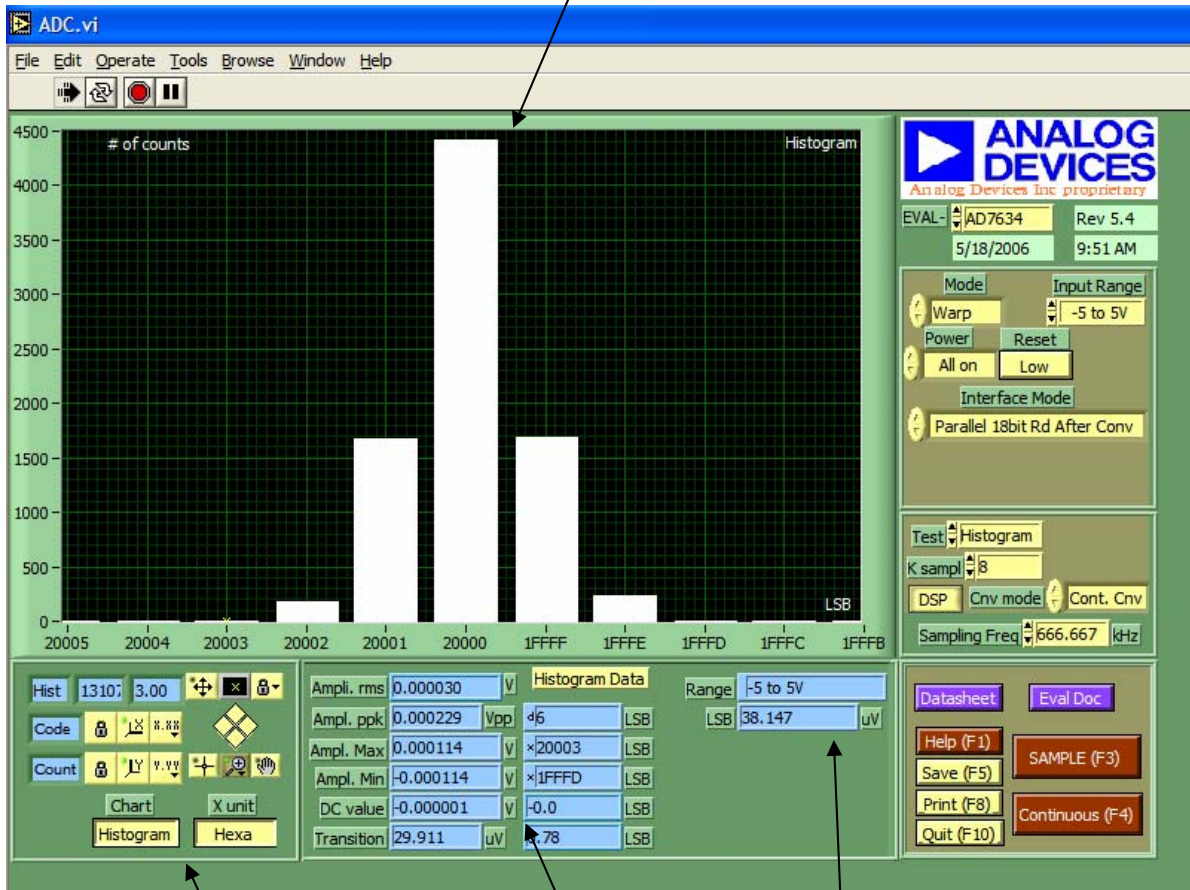 ADC.vi
File Edit Operate Tools Browse Window Help
4500
# of counts
Histogram
4000
3500
3000
2500
2000
1500
1000
500
0
LSB
20005 20004 20003 20002 20001 20000 1FFFF 1FFFE 1FFFD 1FFFC 1FFFB
ANALOG
DEVICES
Analog Devices Inc proprietary
EVAL- AD7634 Rev 5.4
5/18/2006 9:51 AM
Mode Input Range
Warp -5 to 5V
Power Reset
All on Low
Interface Mode
Parallel 18bit Rd After Conv
Test Histogram
K sampl 8
DSP Cnv mode Cont. Cnv
Sampling Freq 666.667 kHz
Hist 3.00
Code X X.XX
Count Y Y.YY
Chart X unit
Histogram Hexa
Histogram Data
Ampli. rms 0.000030 V
Ampl. ppk 0.000229 Vpp d6 LSB
Ampl. Max 0.000114 V x20003 LSB
Ampl. Min -0.000114 V x1FFFD LSB
DC value -0.000001 V -0.0 LSB
Transition 29.911 uV .78 LSB
Range -5 to 5V
LSB 38.147 uV
Datasheet Eval Doc
Help (F1)
Save (F5)
Print (F8)
Quit (F10)
SAMPLE (F3)
Continuous (F4)